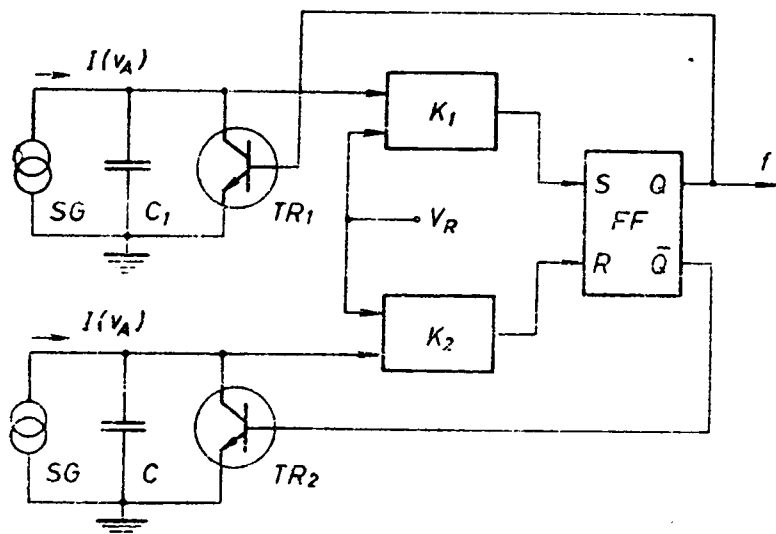 I(v_A)
SG
C_1
TR_1
K_1
V_R
K_2
S Q
FF
R Q̄
f
I(v_A)
SG
C
TR_2